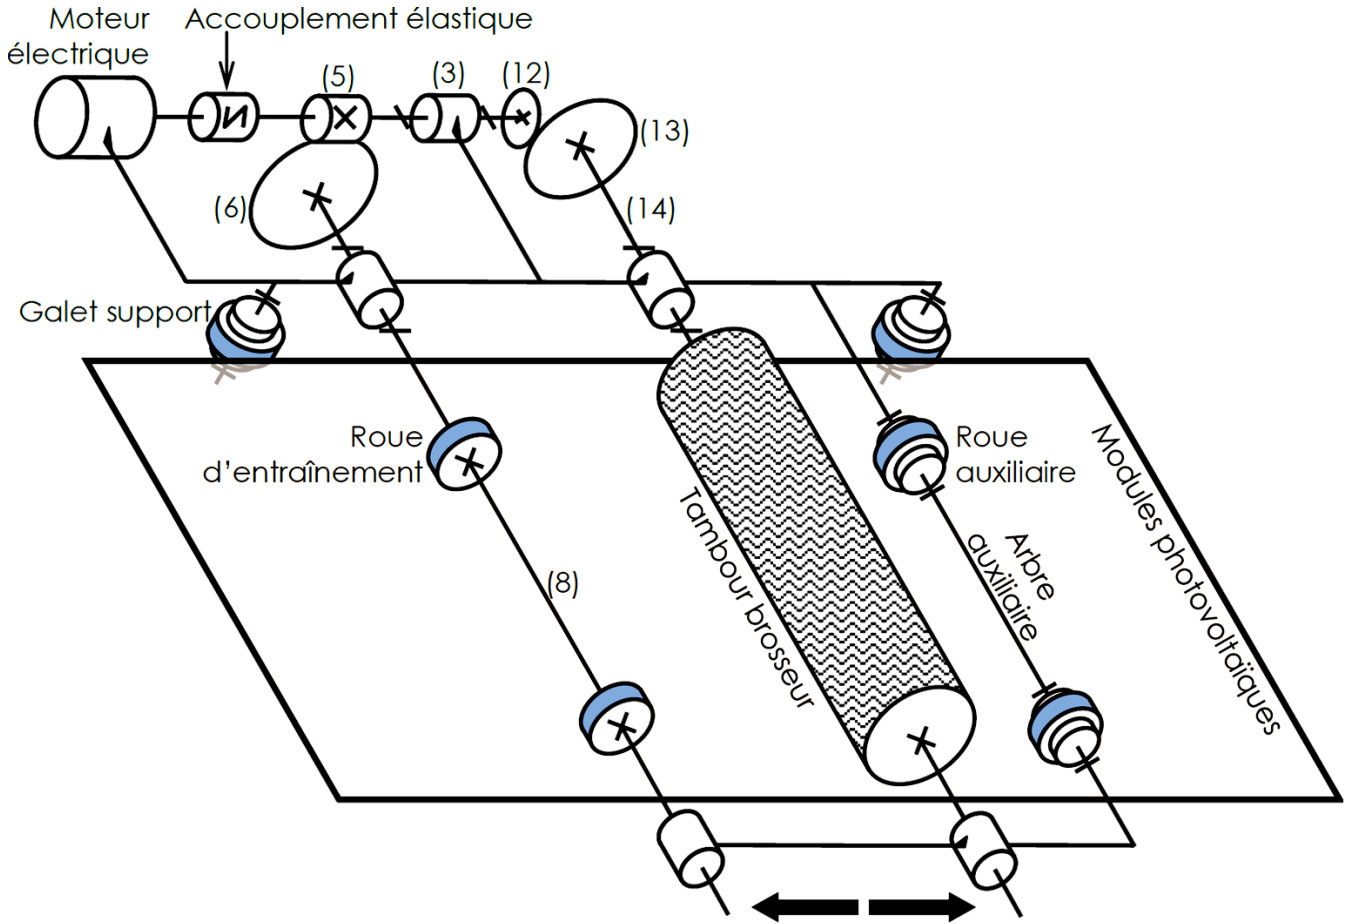 Moteur
électrique
Accouplement élastique
(5)
(3)
(12)
(13)
(6)
(14)
Galet support
Roue
d'entraînement
Roue
auxiliaire
Modules photovoltaïques
Tambour brosseur
Arbre
auxiliaire
(8)